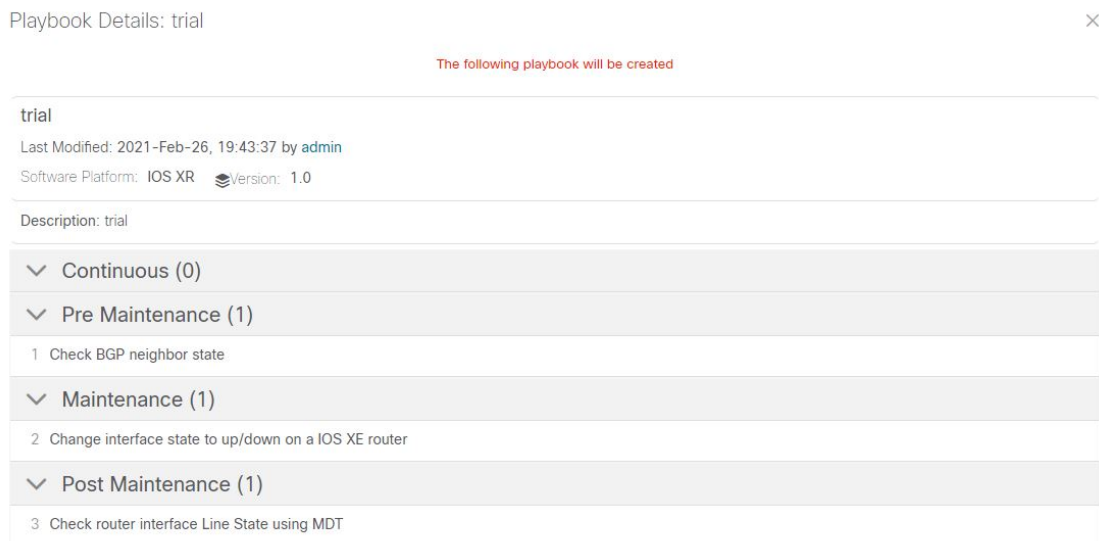 Playbook Details: trial
The following playbook will be created
trial
Last Modified: 2021-Feb-26, 19:43:37 by admin
Software Platform: IOS XR Version: 1.0
Description: trial
Continuous (0)
Pre Maintenance (1)
1 Check BGP neighbor state
Maintenance (1)
2 Change interface state to up/down on a IOS XE router
Post Maintenance (1)
3 Check router interface Line State using MDT